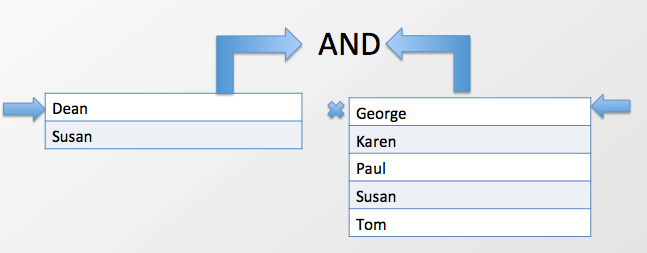 AND
Dean
Susan
George
Karen
Paul
Susan
Tom